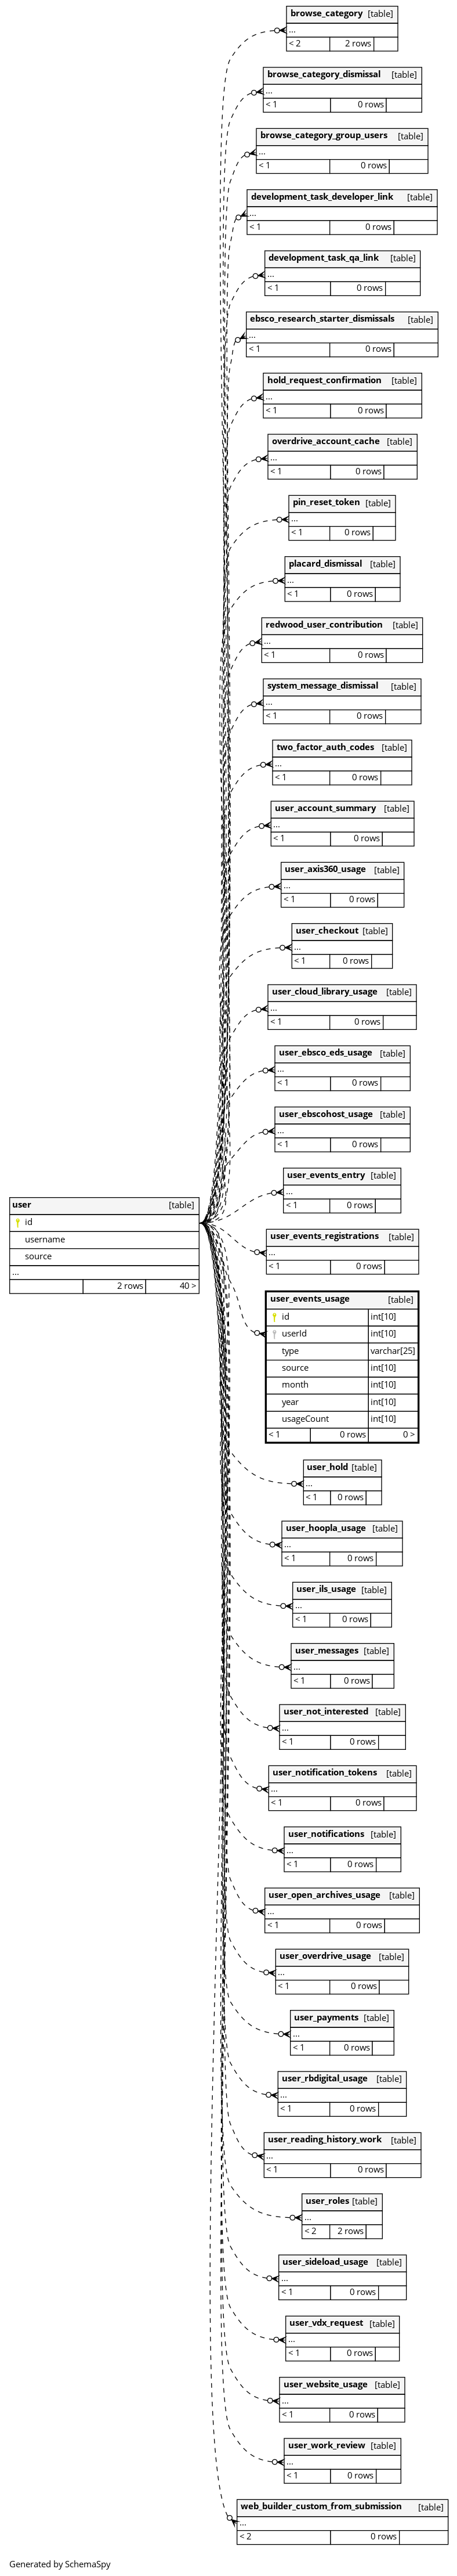 browse_category [table]
...
< 2 2 rows
browse_category_dismissal [table]
...
< 1 0 rows
browse_category_group_users [table]
...
< 1 0 rows
development_task_developer_link [table]
...
< 1 0 rows
development_task_qa_link [table]
...
< 1 0 rows
ebsco_research_starter_dismissals [table]
...
< 1 0 rows
hold_request_confirmation [table]
...
< 1 0 rows
overdrive_account_cache [table]
...
< 1 0 rows
pin_reset_token [table]
...
< 1 0 rows
placard_dismissal [table]
...
< 1 0 rows
redwood_user_contribution [table]
...
< 1 0 rows
system_message_dismissal [table]
...
< 1 0 rows
two_factor_auth_codes [table]
...
< 1 0 rows
user_account_summary [table]
...
< 1 0 rows
user_axis360_usage [table]
...
< 1 0 rows
user_checkout [table]
...
< 1 0 rows
user_cloud_library_usage [table]
...
< 1 0 rows
user_ebsco_eds_usage [table]
...
< 1 0 rows
user_ebscohost_usage [table]
...
< 1 0 rows
user_events_entry [table]
...
< 1 0 rows
user [table]
id
username
source
...
2 rows 40 >
user_events_registrations [table]
...
< 1 0 rows
user_events_usage [table]
id int[10]
userId int[10]
type varchar[25]
source int[10]
month int[10]
year int[10]
usageCount int[10]
< 1 0 rows 0 >
user_hold [table]
...
< 1 0 rows
user_hoopla_usage [table]
...
< 1 0 rows
user_ils_usage [table]
...
< 1 0 rows
user_messages [table]
...
< 1 0 rows
user_not_interested [table]
...
< 1 0 rows
user_notification_tokens [table]
...
< 1 0 rows
user_notifications [table]
...
< 1 0 rows
user_open_archives_usage [table]
...
< 1 0 rows
user_overdrive_usage [table]
...
< 1 0 rows
user_payments [table]
...
< 1 0 rows
user_rbdigital_usage [table]
...
< 1 0 rows
user_reading_history_work [table]
...
< 1 0 rows
user_roles [table]
...
< 2 2 rows
user_sideload_usage [table]
...
< 1 0 rows
user_vdx_request [table]
...
< 1 0 rows
user_website_usage [table]
...
< 1 0 rows
user_work_review [table]
...
< 1 0 rows
web_builder_custom_from_submission [table]
...
< 2 0 rows
Generated by SchemaSpy